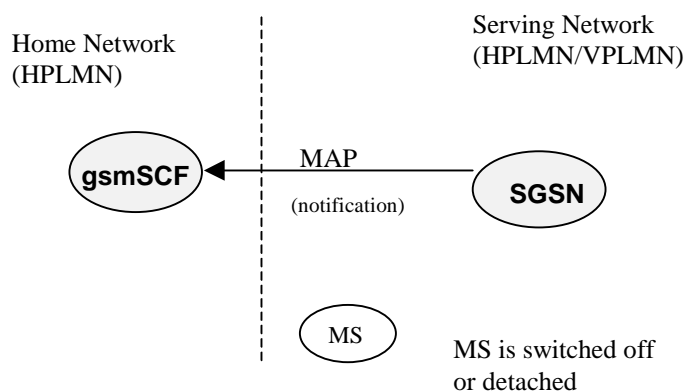 Home Network
(HPLMN)
Serving Network
(HPLMN/VPLMN)
gsmSCF
MAP
(notification)
SGSN
MS
MS is switched off
or detached